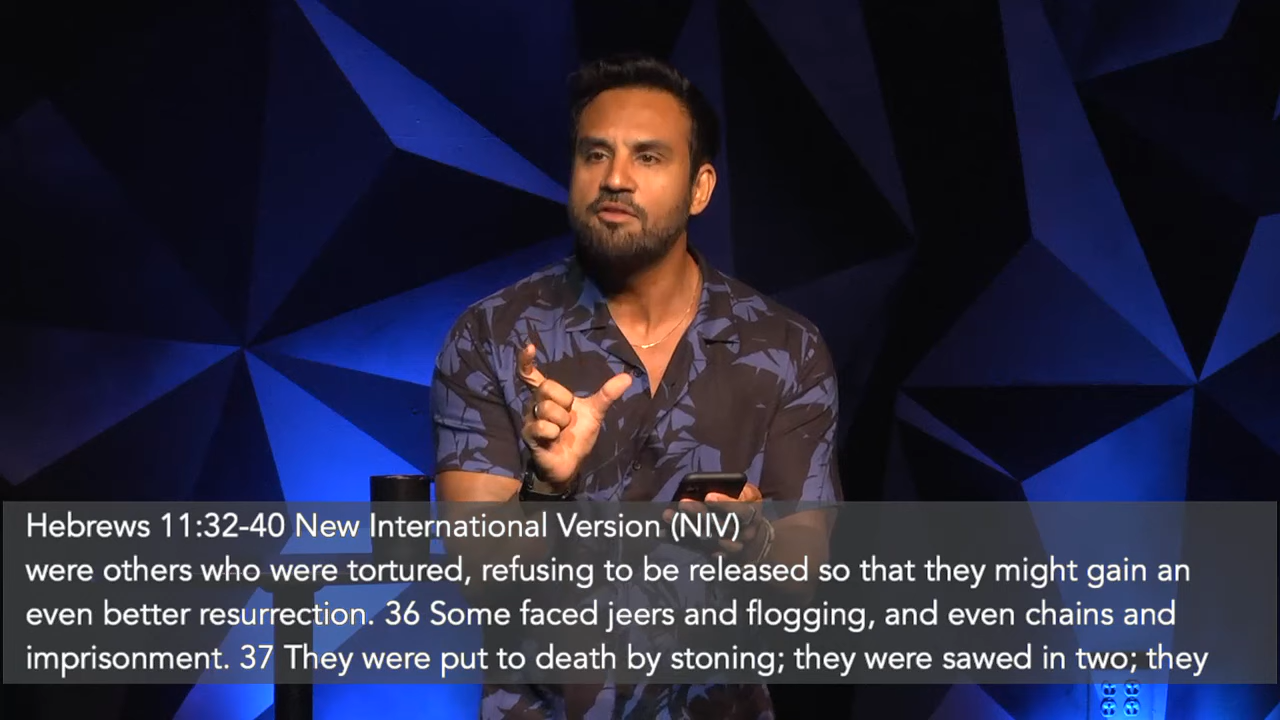 Hebrews 11:32-40 New International Version (NIV)
were others who were tortured, refusing to be released so that they might gain an
even better resurrection. 36 Some faced jeers and flogging, and even chains and
imprisonment. 37 They were put to death by stoning; they were sawed in two; they